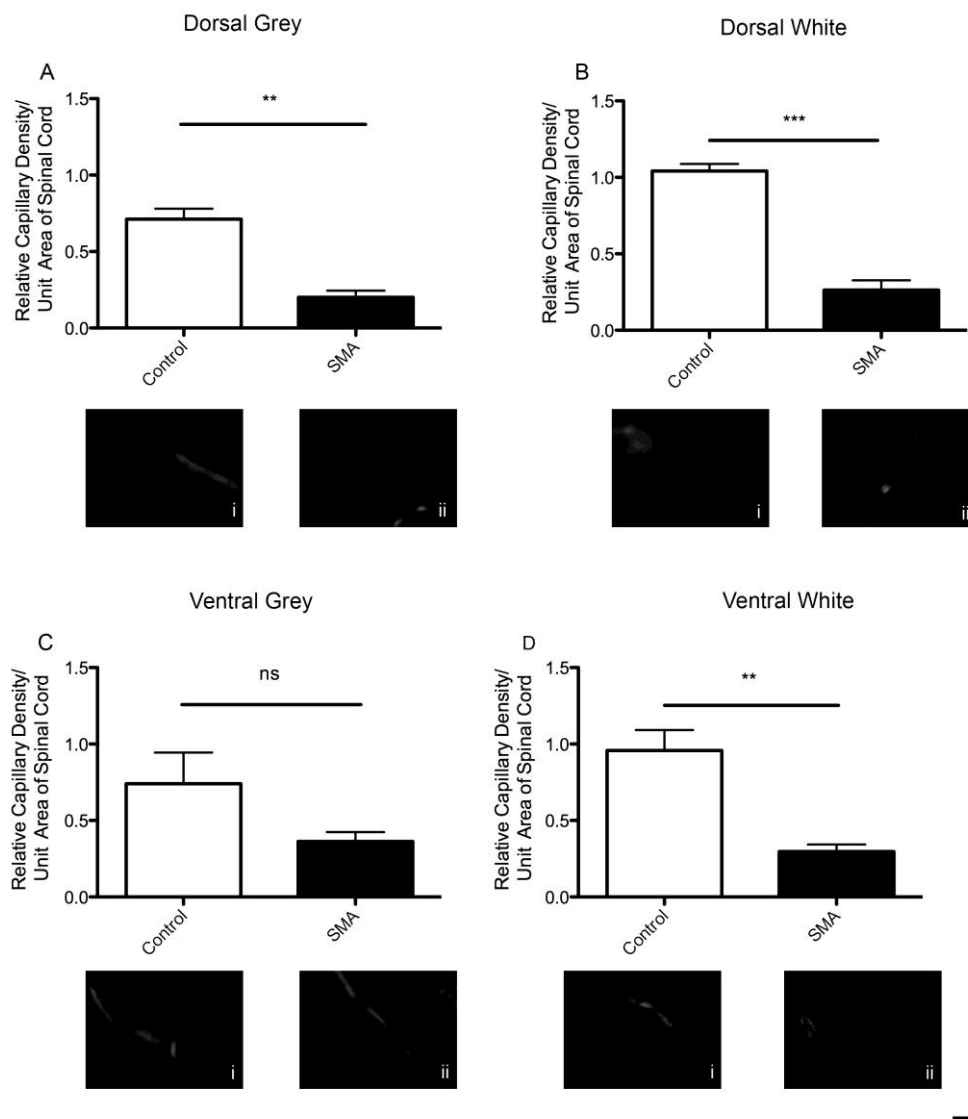 Dorsal Grey
A
Relative Capillary Density/
Unit Area of Spinal Cord
1.5
1.0
0.5
0.0
**
Control
SMA
i
ii
Dorsal White
B
Relative Capillary Density/
Unit Area of Spinal Cord
1.5
1.0
0.5
0.0
***
Control
SMA
i
ii
Ventral Grey
C
Relative Capillary Density/
Unit Area of Spinal Cord
1.5
1.0
0.5
0.0
ns
Control
SMA
i
ii
Ventral White
D
Relative Capillary Density/
Unit Area of Spinal Cord
1.5
1.0
0.5
0.0
**
Control
SMA
i
ii